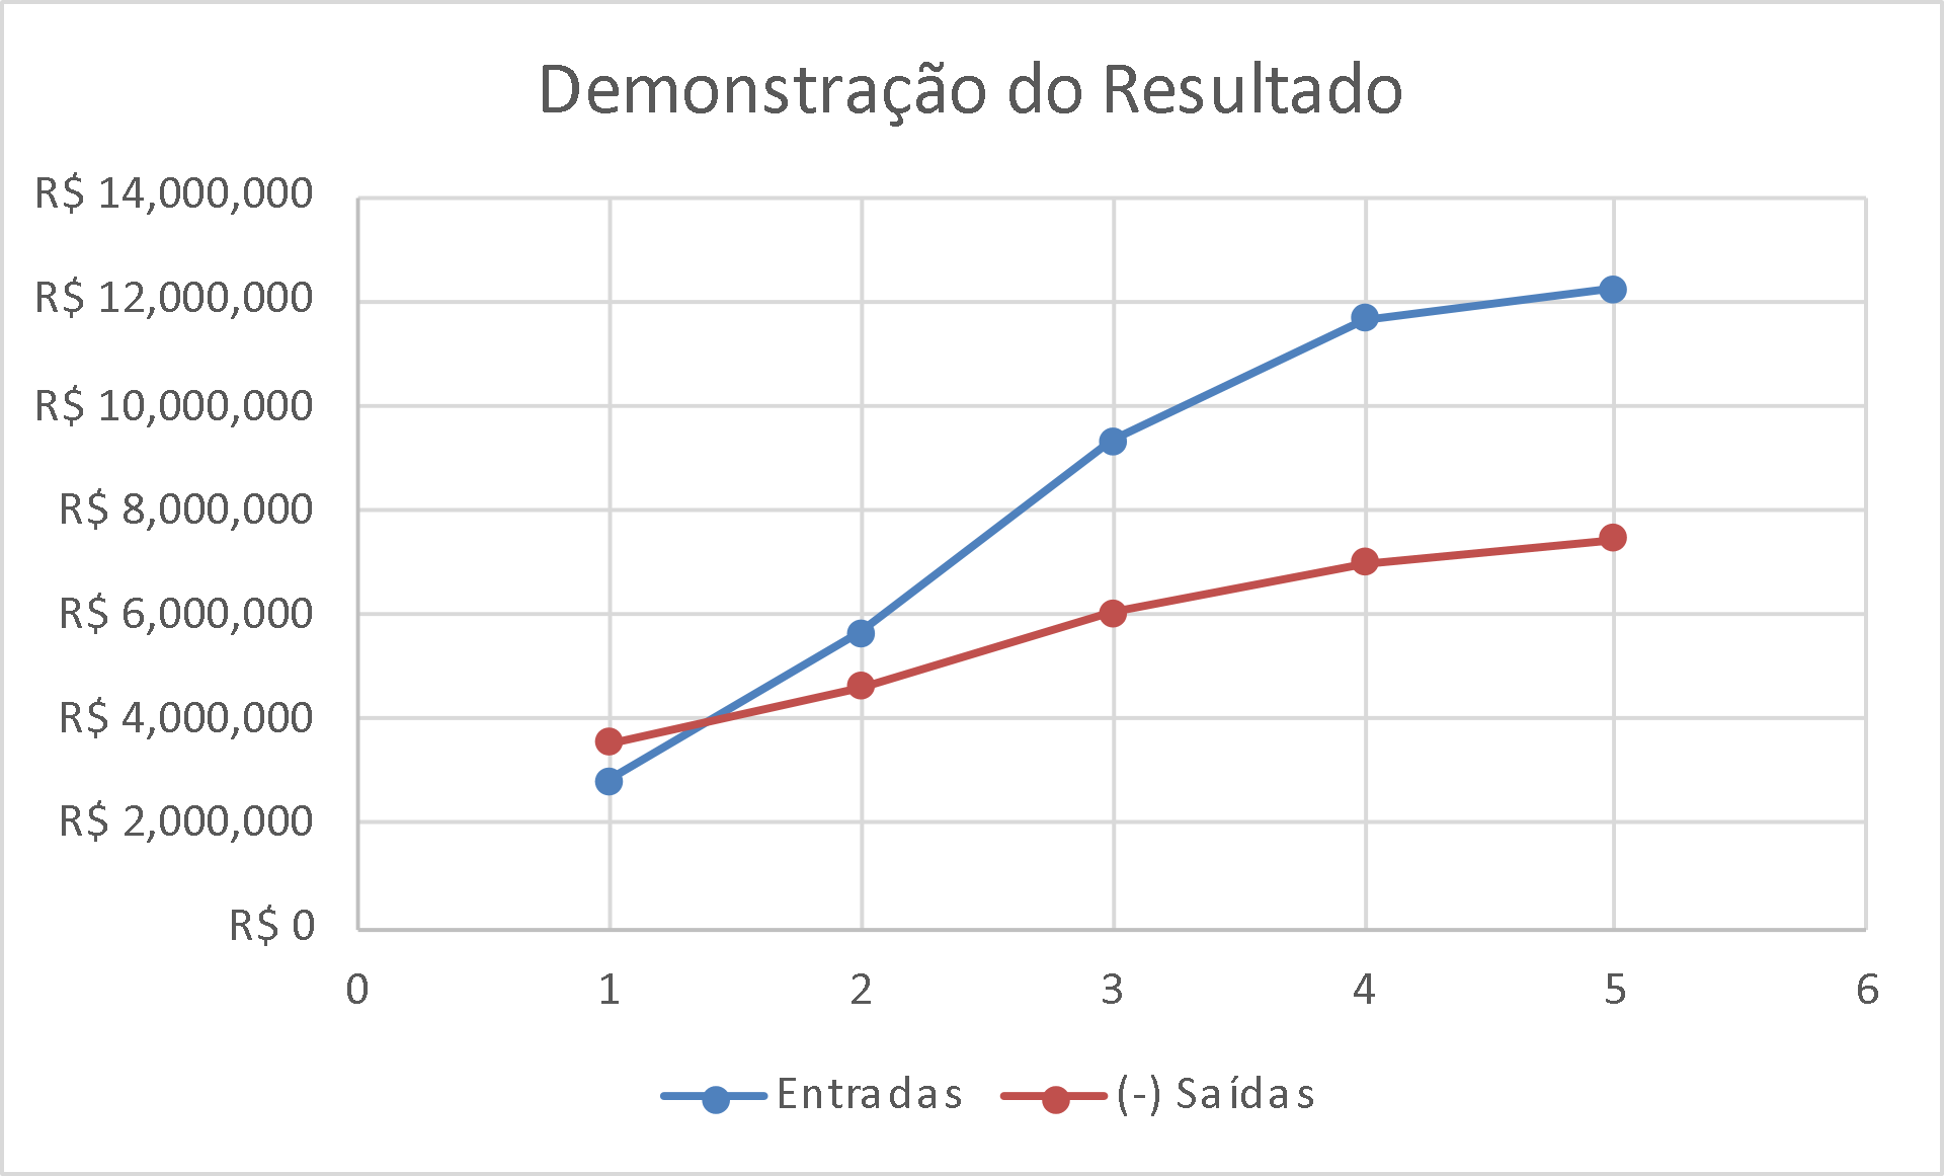 Demonstração do Resultado
R$ 14,000,000
R$ 12,000,000
R$ 10,000,000
R$ 8,000,000
R$ 6,000,000
R$ 4,000,000
R$ 2,000,000
R$ 0
0 1 2 3 4 5 6
Entradas (-) Saídas